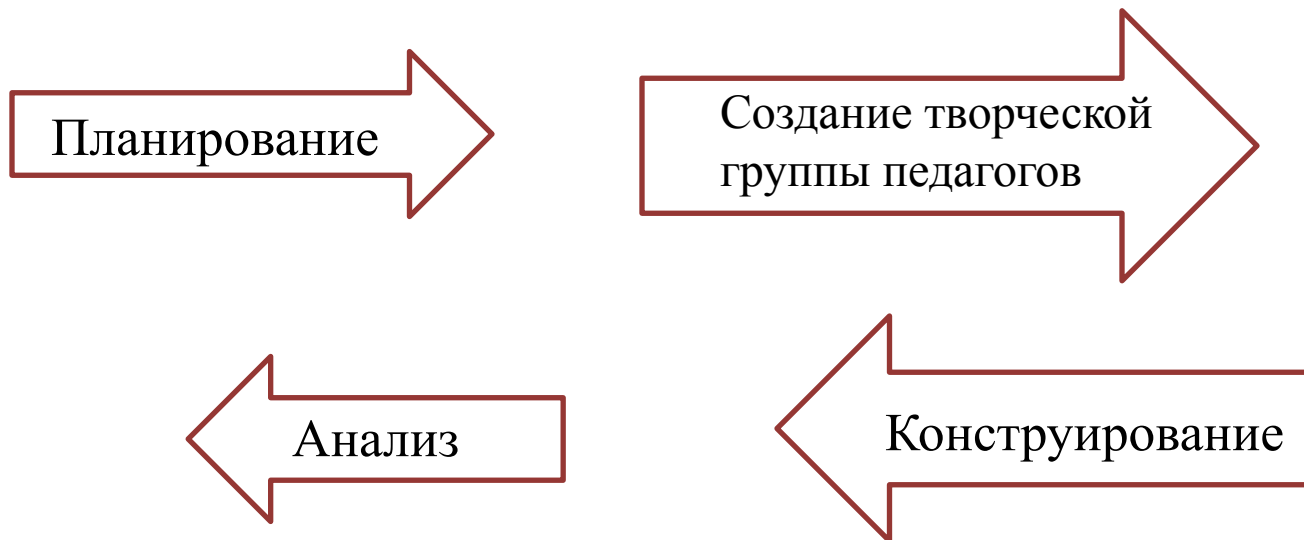 Планирование
Создание творческой
группы педагогов
Анализ
Конструирование